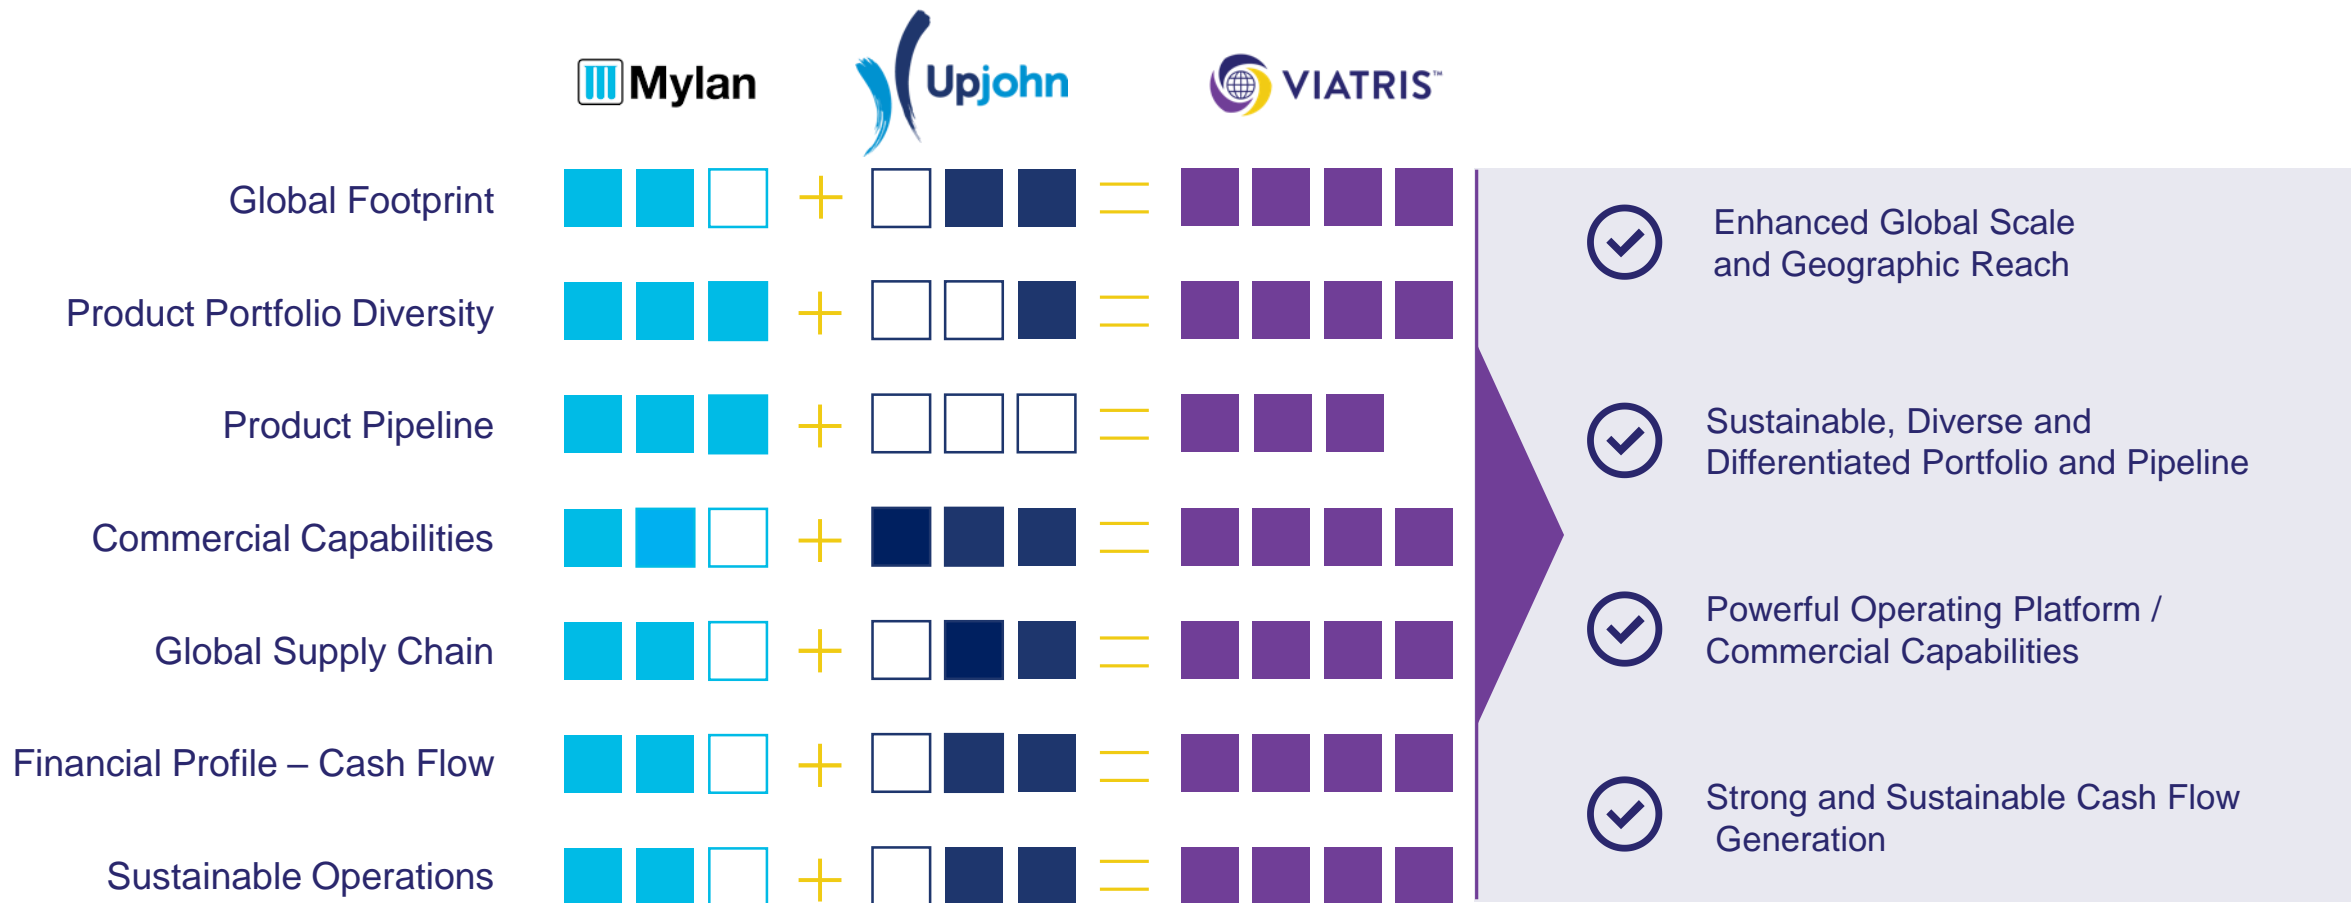 Mylan
Upjohn
VIATRIS™
Global Footprint
Product Portfolio Diversity
Product Pipeline
Commercial Capabilities
Global Supply Chain
Financial Profile – Cash Flow
Sustainable Operations
Enhanced Global Scale
and Geographic Reach
Sustainable, Diverse and
Differentiated Portfolio and Pipeline
Powerful Operating Platform /
Commercial Capabilities
Strong and Sustainable Cash Flow
Generation